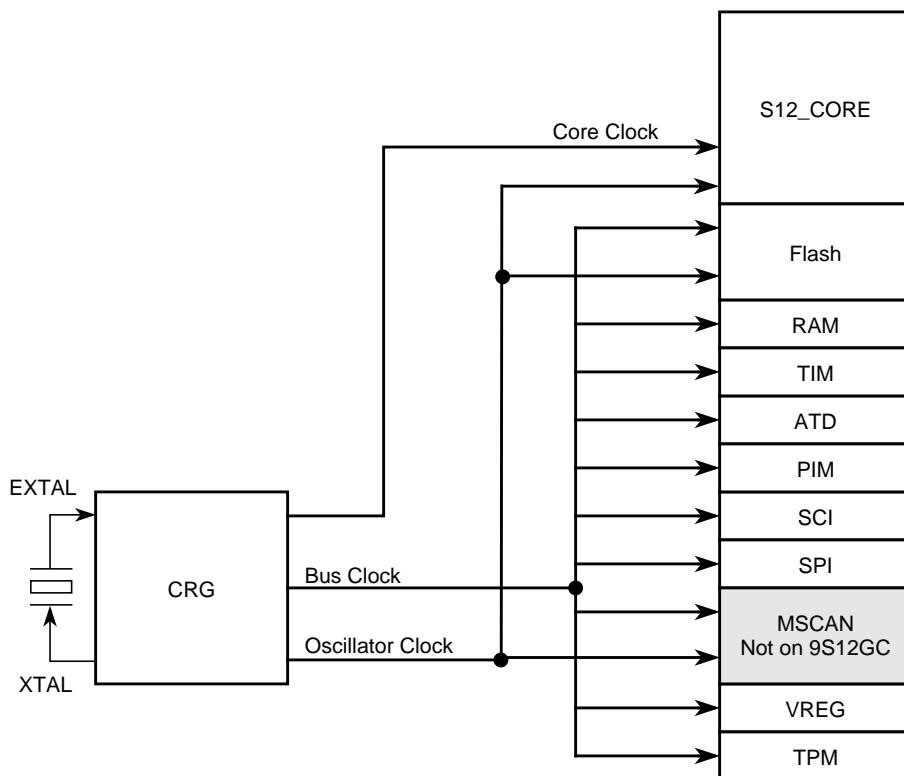 S12_CORE
Core Clock
Flash
RAM
TIM
ATD
PIM
EXTAL
SCI
SPI
Bus Clock
CRG
MSCAN
Not on 9S12GC
Oscillator Clock
XTAL
VREG
TPM